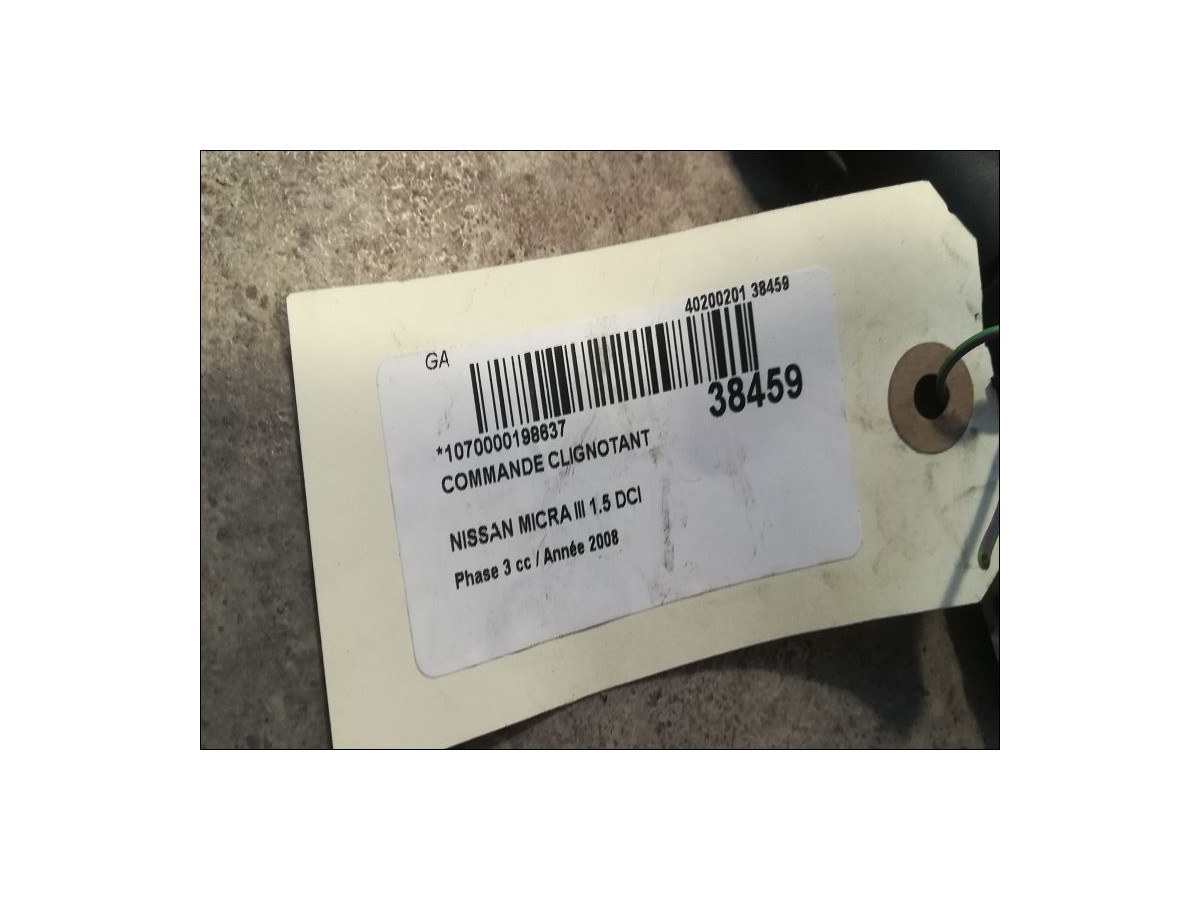 40200201 38459
GA
38459
*1070000198637
COMMANDE CLIGNOTANT
NISSAN MICRA III 1.5 DCI
Phase 3 cc / Année 2008